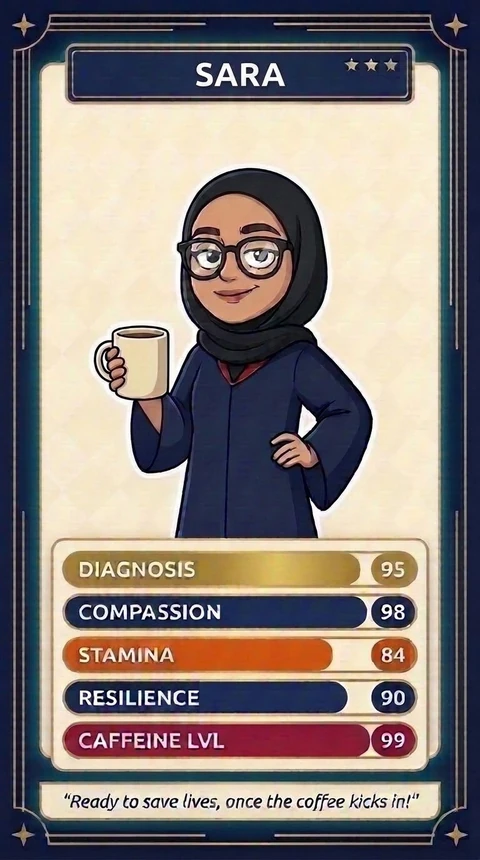 SARA
DIAGNOSIS 95
COMPASSION 98
STAMINA 84
RESILIENCE 90
CAFFEINE LVL 99
"Ready to save lives, once the coffee kicks in!"